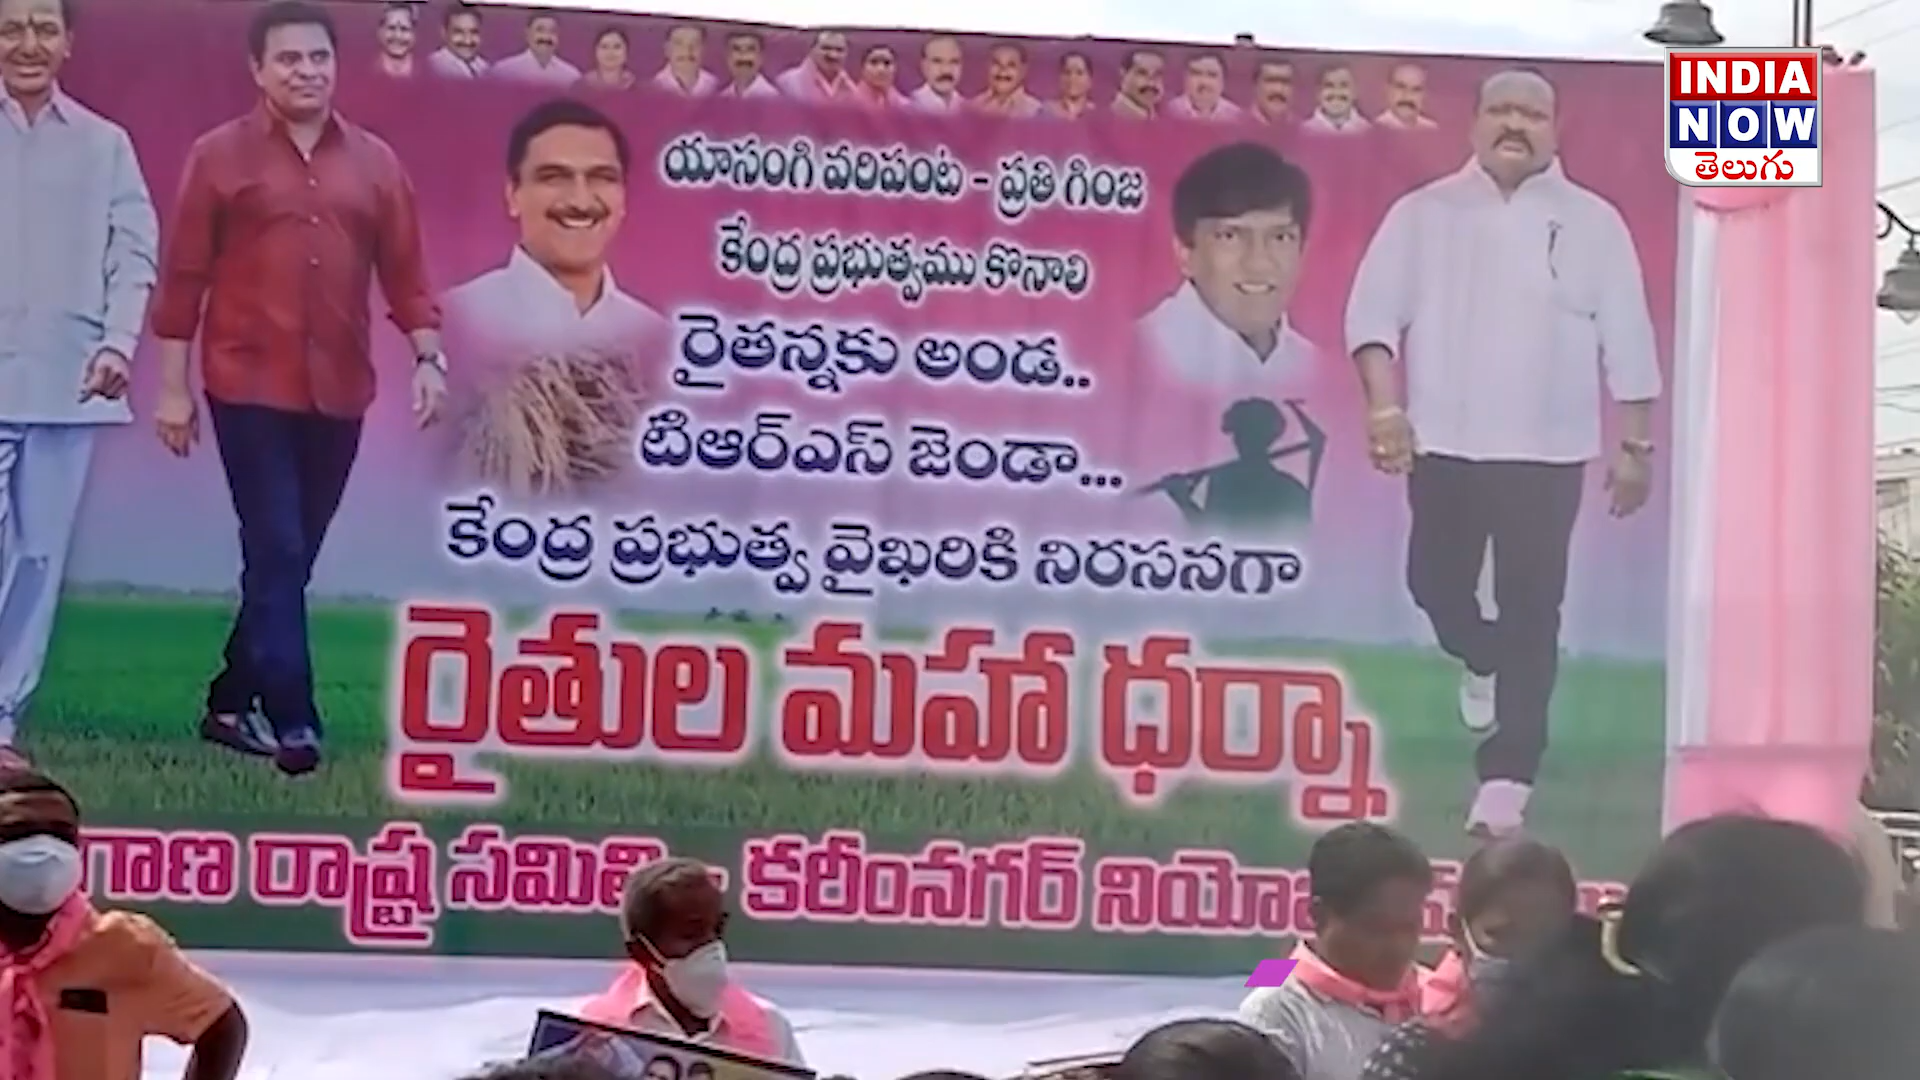 INDIA
NOW
తెలుగు
యాసంగి వరిపంట - ప్రతి గింజ
కేంద్ర ప్రభుత్వము కొనాలి
రైతన్నకు అండ..
టిఆర్ఎస్ జెండా...
కేంద్ర ప్రభుత్వ వైఖరికి నిరసనగా
రైతుల మహా ధర్నా
గాణ రాష్ట్ర సమితి - కరీంనగర్